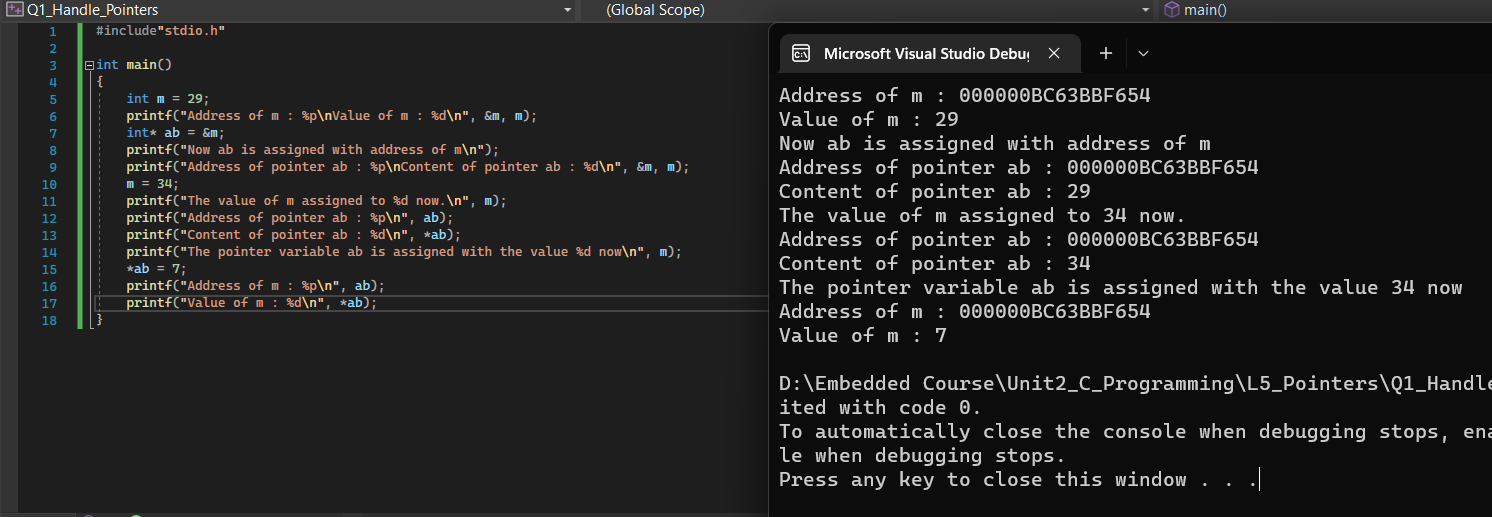 Q1_Handle_Pointers
(Global Scope)
main()
1 #include"stdio.h"
2
3 int main()
4 {
5 int m = 29;
6 printf("Address of m : %p\nValue of m : %d\n", &m, m);
7 int* ab = &m;
8 printf("Now ab is assigned with address of m\n");
9 printf("Address of pointer ab : %p\nContent of pointer ab : %d\n", &m, m);
10 m = 34;
11 printf("The value of m assigned to %d now.\n", m);
12 printf("Address of pointer ab : %p\n", ab);
13 printf("Content of pointer ab : %d\n", *ab);
14 printf("The pointer variable ab is assigned with the value %d now\n", m);
15 *ab = 7;
16 printf("Address of m : %p\n", ab);
17 printf("Value of m : %d\n", *ab);
18 }
Microsoft Visual Studio Debu
Address of m : 000000BC63BBF654
Value of m : 29
Now ab is assigned with address of m
Address of pointer ab : 000000BC63BBF654
Content of pointer ab : 29
The value of m assigned to 34 now.
Address of pointer ab : 000000BC63BBF654
Content of pointer ab : 34
The pointer variable ab is assigned with the value 34 now
Address of m : 000000BC63BBF654
Value of m : 7
D:\Embedded Course\Unit2_C_Programming\L5_Pointers\Q1_Handle
ited with code 0.
To automatically close the console when debugging stops, ena
le when debugging stops.
Press any key to close this window . . .